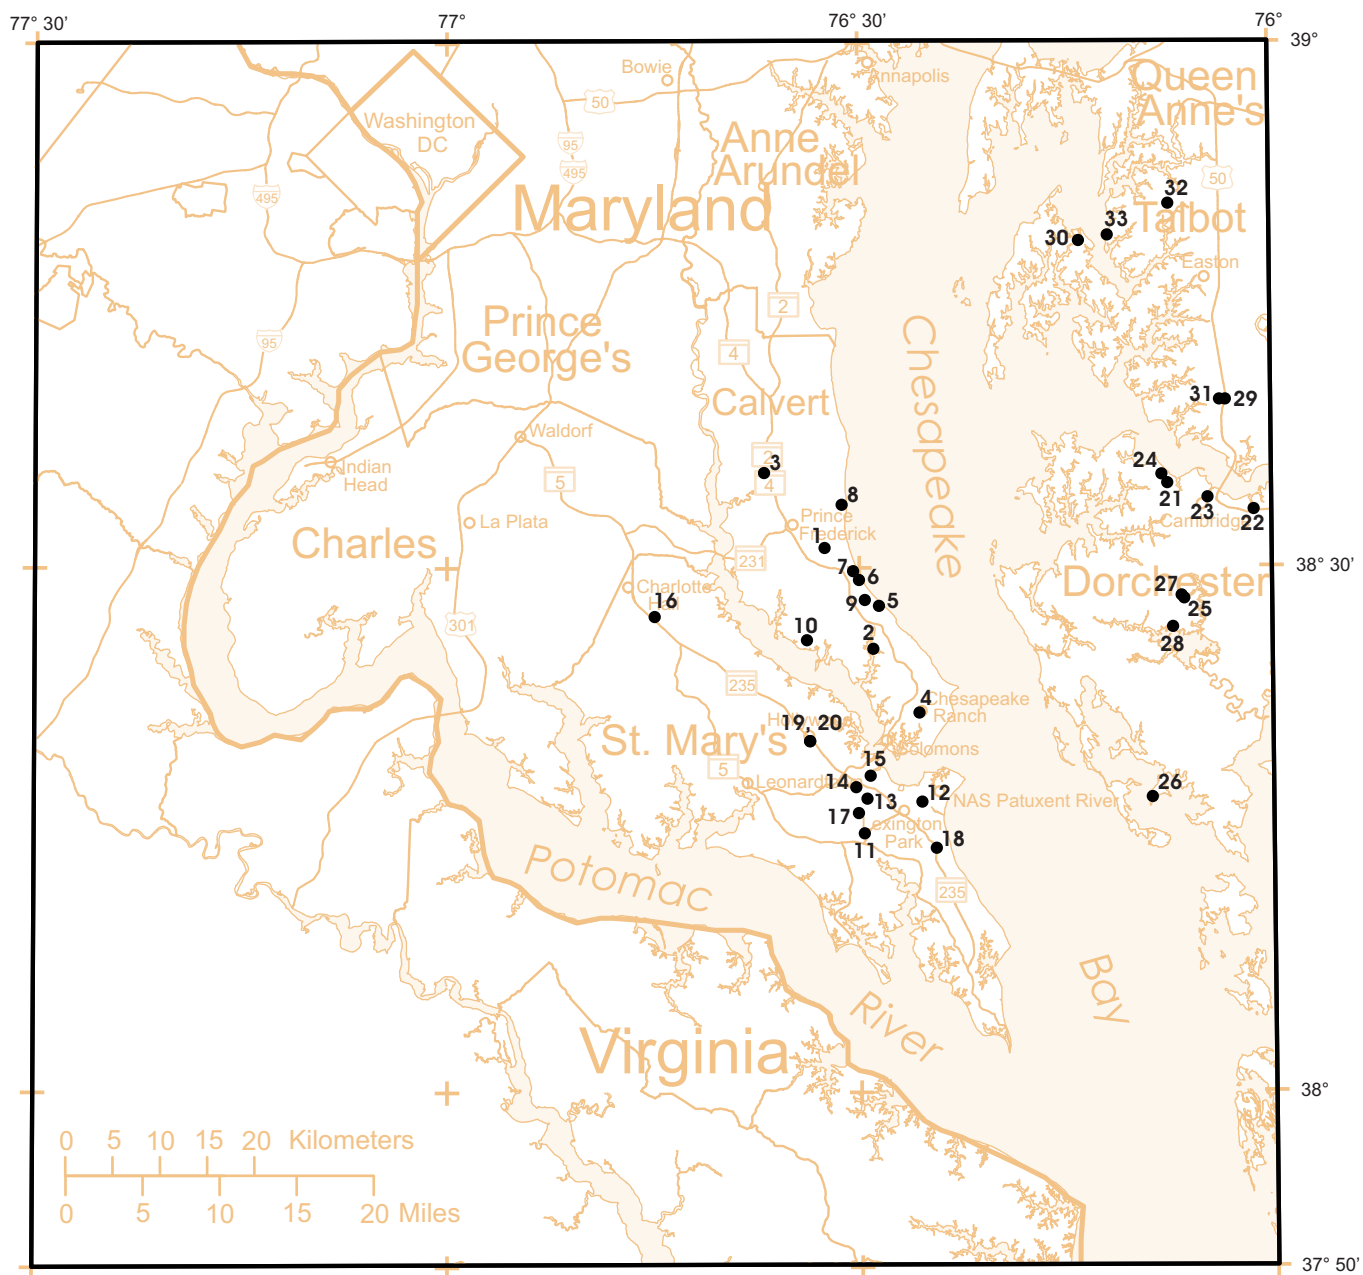 77° 30'
77°
76° 30'
76°
39°
Bowie
Annapolis
Queen
Anne's
50
Washington
DC
95
495
Anne
Arundel
50
495
Maryland
32
Talbot
33
30
Easton
2
Prince
George's
95
4
Chesapeake
Calvert
31
29
Waldorf
2
3
4
Indian
Head
5
24
21
8
23
22
Cambridge
La Plata
Prince
Frederick
Charles
1
231
38° 30'
7
6
Dorchester
27
25
Charlotte
Hall
16
9
5
301
10
2
28
235
4
Chesapeake
Ranch
19, 20
St. Mary's
Solomons
5
15
Leonardtown
14
13
12
NAS Patuxent River
26
17
Lexington
Park
11
18
Potomac
235
Bay
River
Virginia
38°
0 5 10 15 20 Kilometers
0 5 10 15 20 Miles
37° 50'